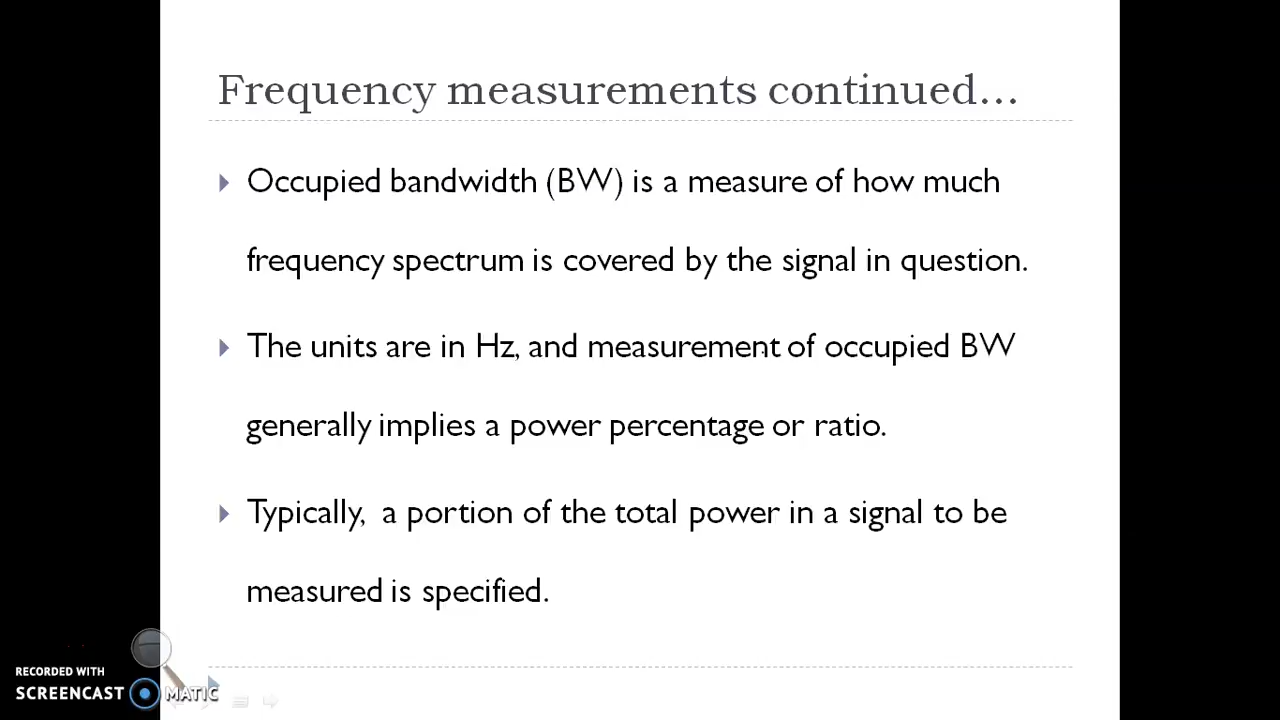 Frequency measurements continued...
Occupied bandwidth (BW) is a measure of how much
frequency spectrum is covered by the signal in question.
The units are in Hz, and measurement of occupied BW
generally implies a power percentage or ratio.
Typically,  a portion of the total power in a signal to be
measured is specified.
RECORDED WITH
SCREENCAST MATIC